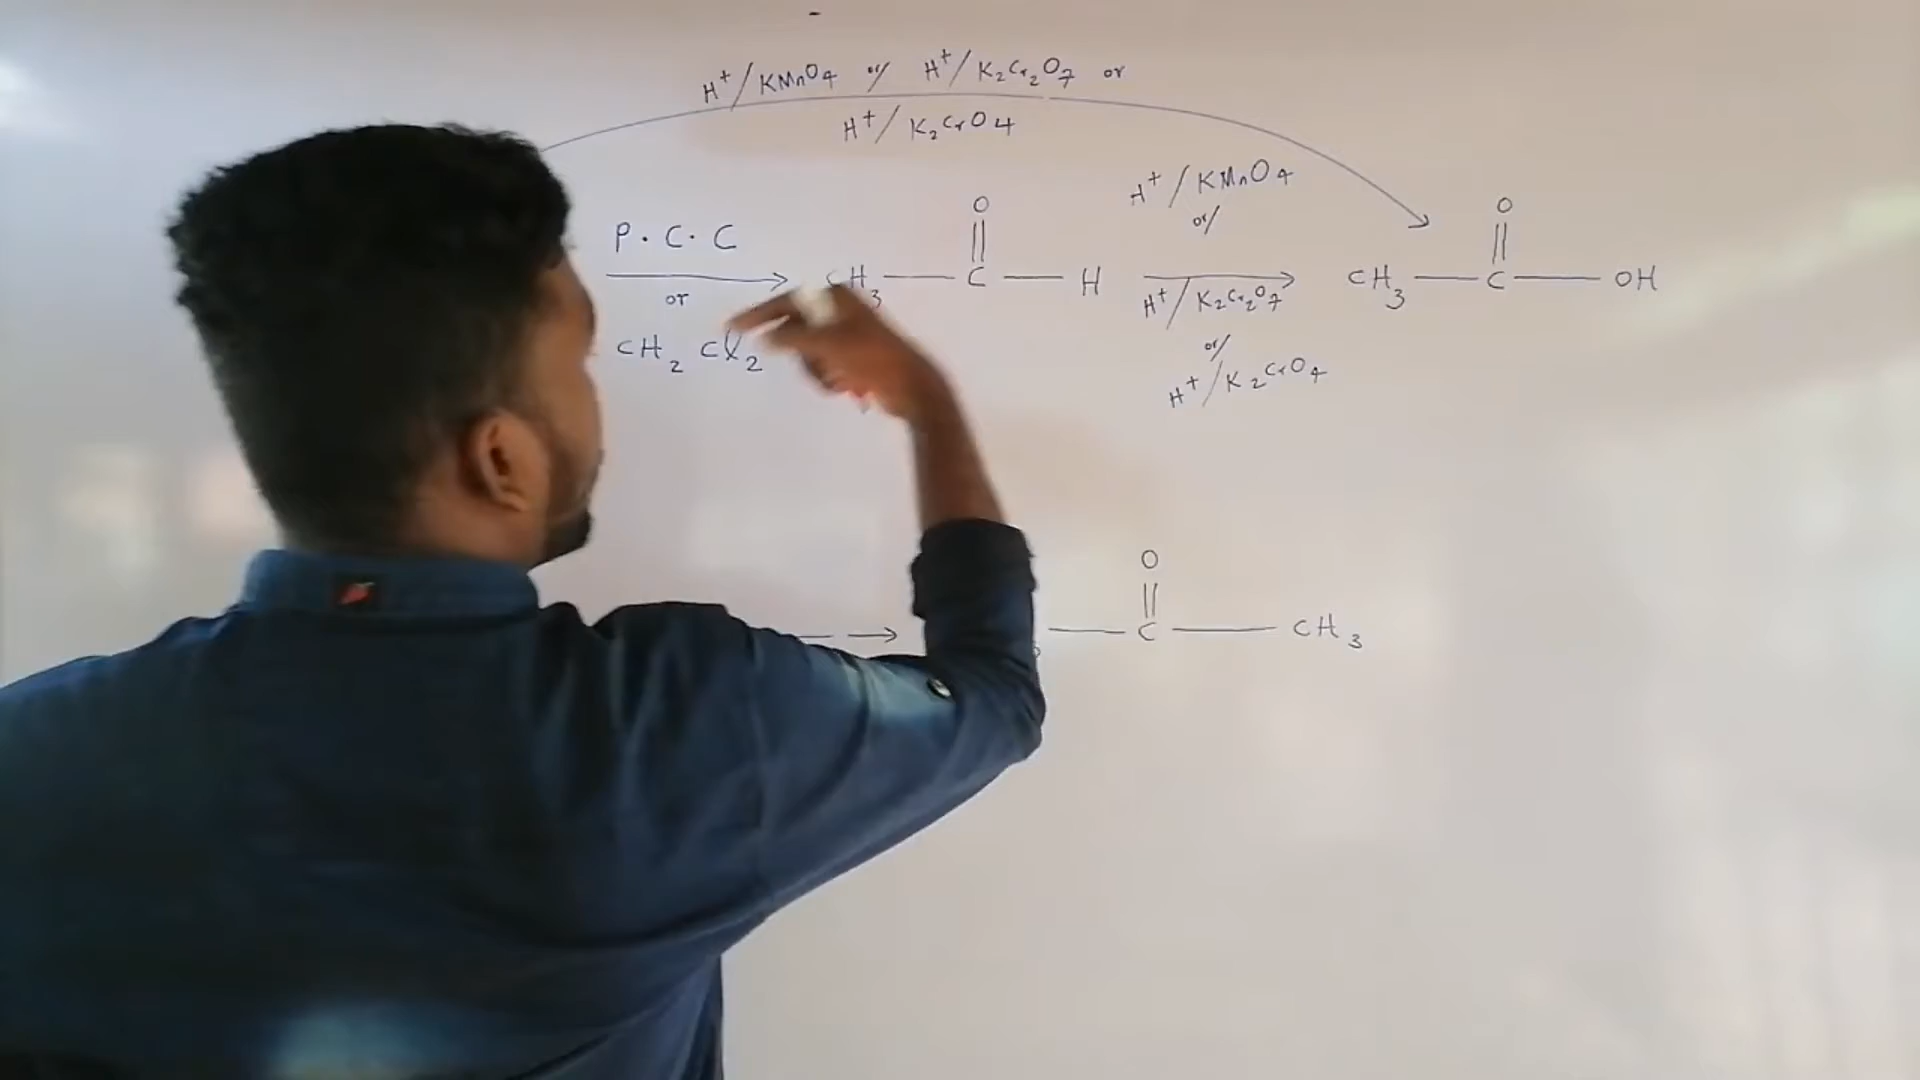 H⁺/KMnO₄ or/ H⁺/K₂Cr₂O₇ or
H⁺/K₂CrO₄
H⁺/KMnO₄
or/
P.C.C
or
CH₂Cl₂
O
CH₃—C—H
H⁺/K₂Cr₂O₇
or/
H⁺/K₂CrO₄
O
CH₃—C—OH
O
C—CH₃